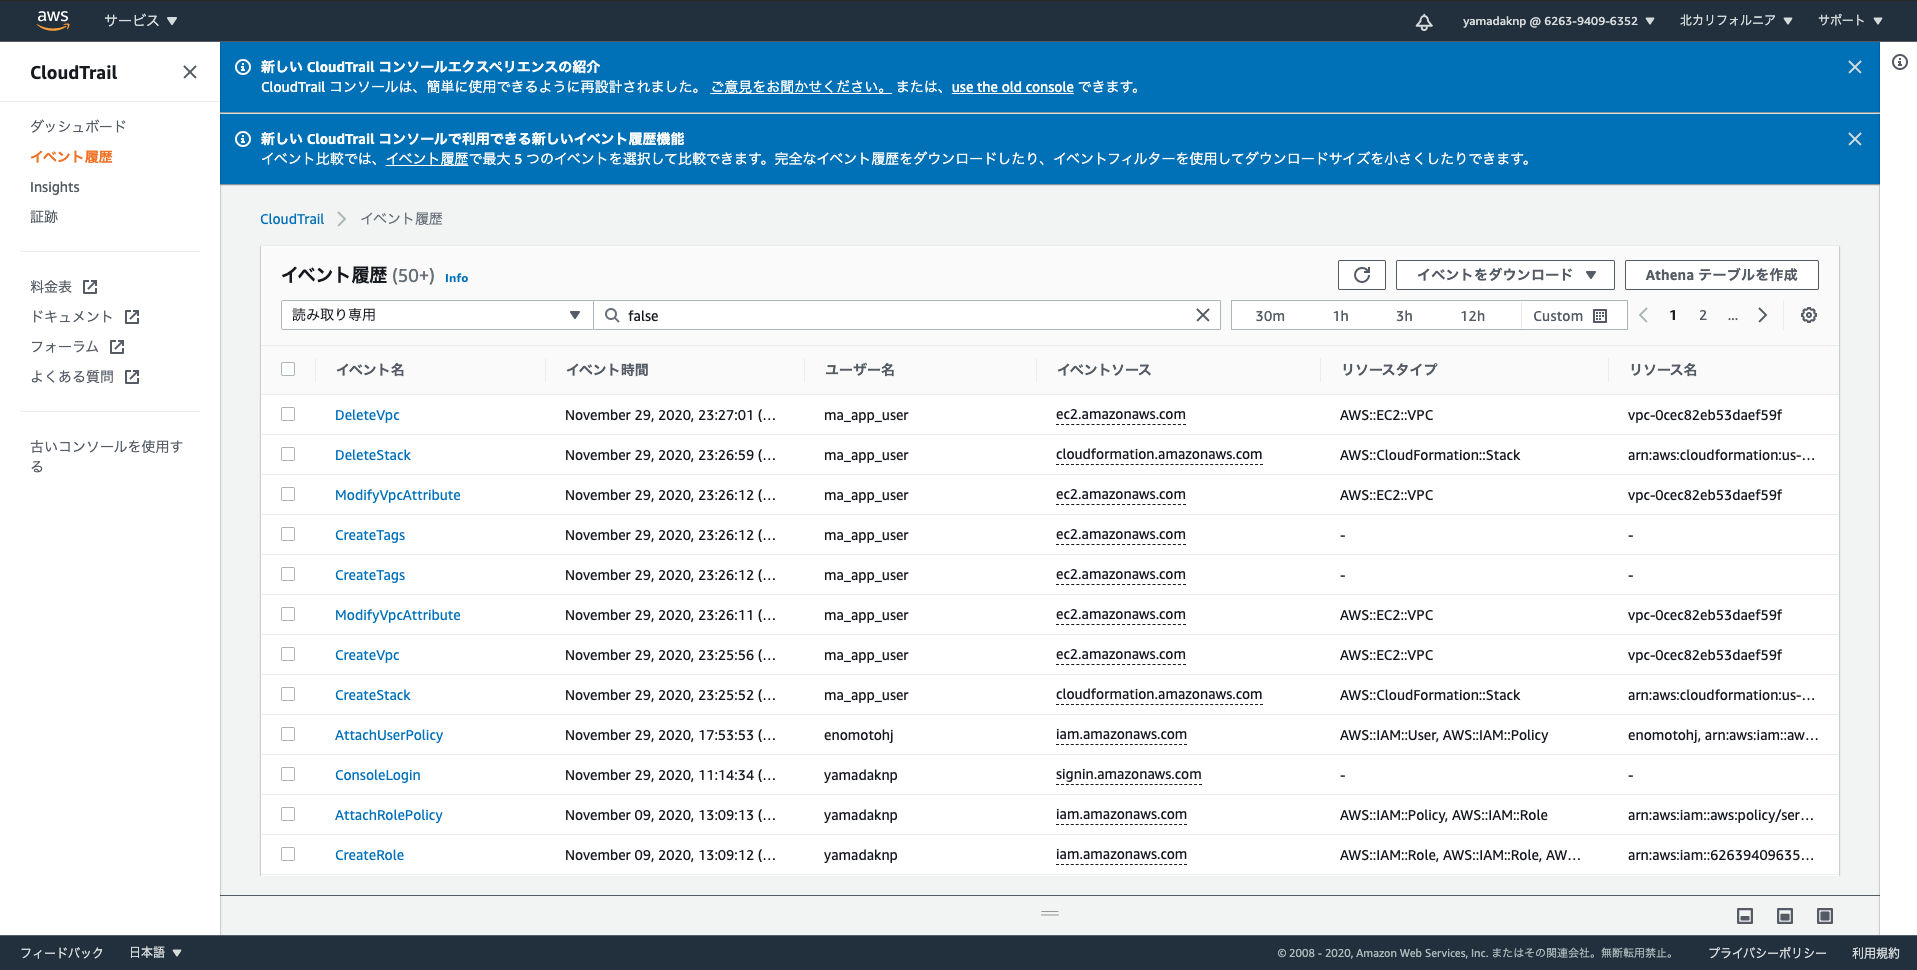 aws サービス ▼ yamadaknp @ 6263-9409-6352 ▼ 北カリフォルニア ▼ サポート ▼
CloudTrail
ダッシュボード
イベント履歴
Insights
証跡
料金表
ドキュメント
フォーラム
よくある質問
古いコンソールを使用す
る
新しい CloudTrail コンソールエクスペリエンスの紹介
CloudTrail コンソールは、簡単に使用できるように再設計されました。 ご意見をお聞かせください。 または、use the old console できます。
新しい CloudTrail コンソールで利用できる新しいイベント履歴機能
イベント比較では、イベント履歴で最大 5 つのイベントを選択して比較できます。完全なイベント履歴をダウンロードしたり、イベントフィルターを使用してダウンロードサイズを小さくしたりできます。
CloudTrail > イベント履歴
イベント履歴 (50+) Info イベントをダウンロード ▼ Athena テーブルを作成
読み取り専用 ▼ false 30m 1h 3h 12h Custom < 1 2 ... >
イベント名 イベント時間 ユーザー名 イベントソース リソースタイプ リソース名
DeleteVpc November 29, 2020, 23:27:01 (... ma_app_user ec2.amazonaws.com AWS::EC2::VPC vpc-0cec82eb53daef59f
DeleteStack November 29, 2020, 23:26:59 (... ma_app_user cloudformation.amazonaws.com AWS::CloudFormation::Stack arn:aws:cloudformation:us-...
ModifyVpcAttribute November 29, 2020, 23:26:12 (... ma_app_user ec2.amazonaws.com AWS::EC2::VPC vpc-0cec82eb53daef59f
CreateTags November 29, 2020, 23:26:12 (... ma_app_user ec2.amazonaws.com - -
CreateTags November 29, 2020, 23:26:12 (... ma_app_user ec2.amazonaws.com - -
ModifyVpcAttribute November 29, 2020, 23:26:11 (... ma_app_user ec2.amazonaws.com AWS::EC2::VPC vpc-0cec82eb53daef59f
CreateVpc November 29, 2020, 23:25:56 (... ma_app_user ec2.amazonaws.com AWS::EC2::VPC vpc-0cec82eb53daef59f
CreateStack November 29, 2020, 23:25:52 (... ma_app_user cloudformation.amazonaws.com AWS::CloudFormation::Stack arn:aws:cloudformation:us-...
AttachUserPolicy November 29, 2020, 17:53:53 (... enomotohj iam.amazonaws.com AWS::IAM::User, AWS::IAM::Policy enomotohj, arn:aws:iam::aw...
ConsoleLogin November 29, 2020, 11:14:34 (... yamadaknp signin.amazonaws.com - -
AttachRolePolicy November 09, 2020, 13:09:13 (... yamadaknp iam.amazonaws.com AWS::IAM::Policy, AWS::IAM::Role arn:aws:iam::aws:policy/ser...
CreateRole November 09, 2020, 13:09:12 (... yamadaknp iam.amazonaws.com AWS::IAM::Role, AWS::IAM::Role, AW... arn:aws:iam::62639409635...
フィードバック 日本語 ▼ © 2008 - 2020, Amazon Web Services, Inc. またはその関連会社。無断転用禁止。 プライバシーポリシー 利用規約